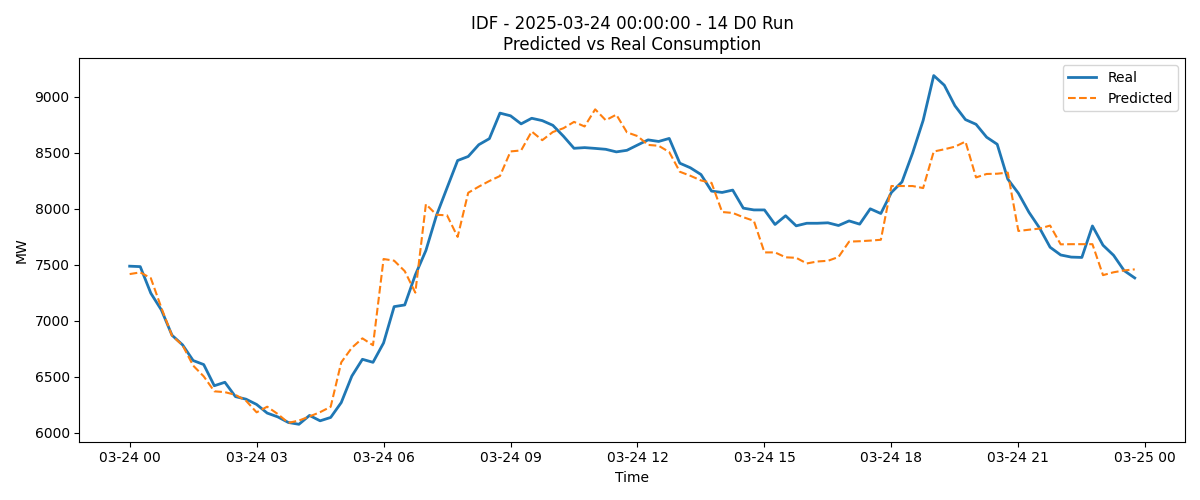 IDF - 2025-03-24 00:00:00 - 14 D0 Run
Predicted vs Real Consumption
Real
Predicted
MW
9000
8500
8000
7500
7000
6500
6000
03-24 00
03-24 03
03-24 06
03-24 09
03-24 12
03-24 15
03-24 18
03-24 21
03-25 00
Time